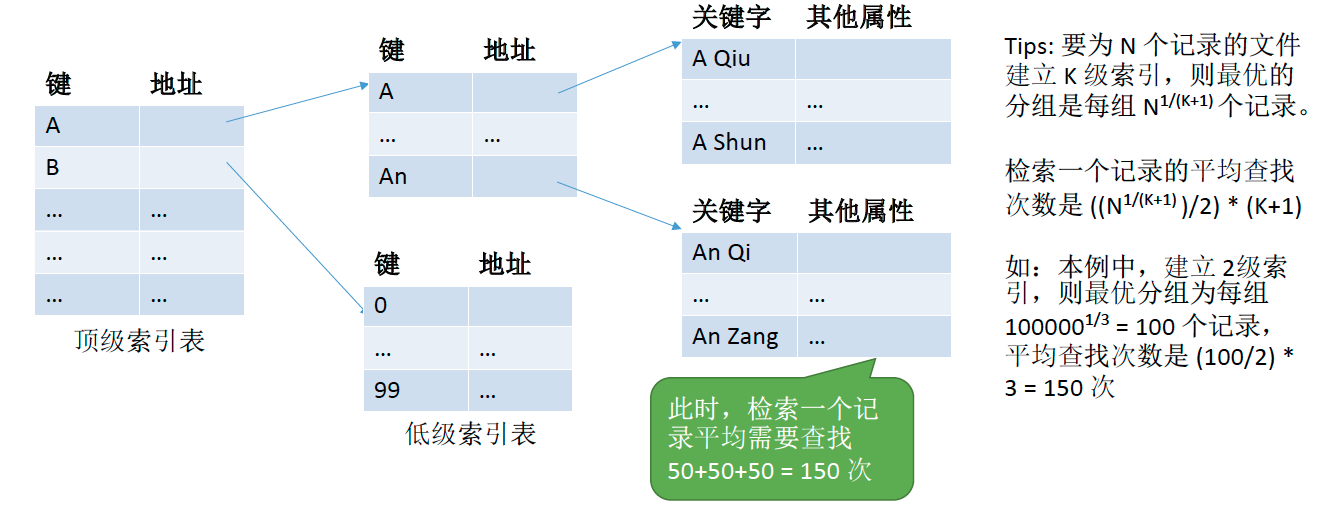 键 地址
A
B
... ...
... ...
... ...
顶级索引表
键 地址
A
... ...
An
键 地址
0
... ...
99 ...
低级索引表
关键字 其他属性
A Qiu
... ...
A Shun ...
关键字 其他属性
An Qi
... ...
An Zang ...
此时，检索一个记
录平均需要查找
50+50+50 = 150 次
Tips: 要为 N 个记录的文件
建立 K 级索引，则最优的
分组是每组 N1/(K+1) 个记录。
检索一个记录的平均查找
次数是 ((N1/(K+1) )/2) * (K+1)
如：本例中，建立 2级索
引，则最优分组为每组
1000001/3 = 100 个记录，
平均查找次数是 (100/2) *
3 = 150 次